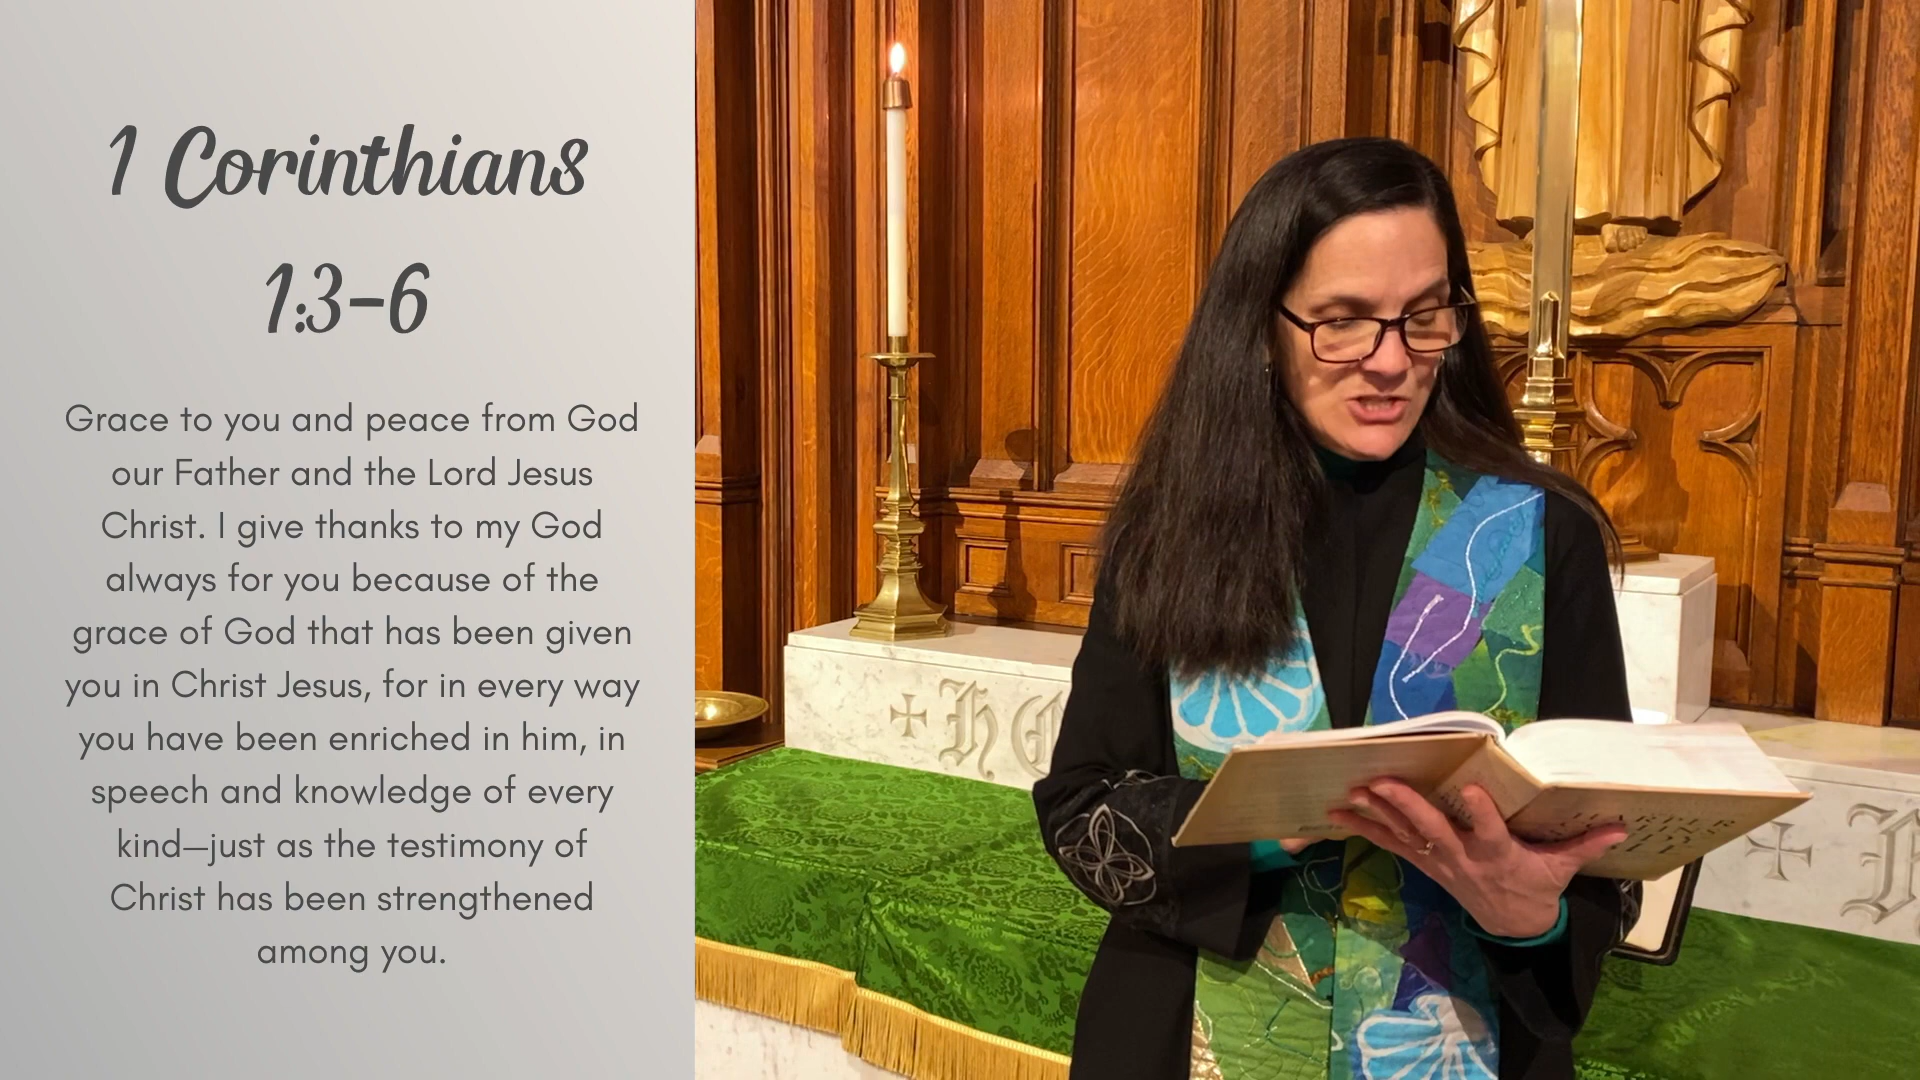 1 Corinthians
1:3-6
Grace to you and peace from God
our Father and the Lord Jesus
Christ. I give thanks to my God
always for you because of the
grace of God that has been given
you in Christ Jesus, for in every way
you have been enriched in him, in
speech and knowledge of every
kind—just as the testimony of
Christ has been strengthened
among you.